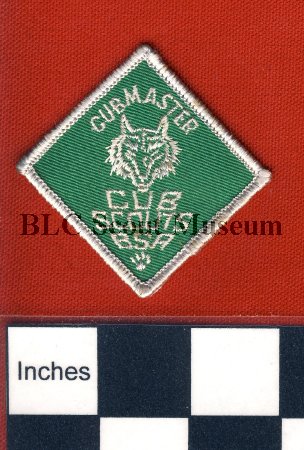 CUBMASTER
CUB
SCOUTS
BSA
BLC Scout Museum
Inches